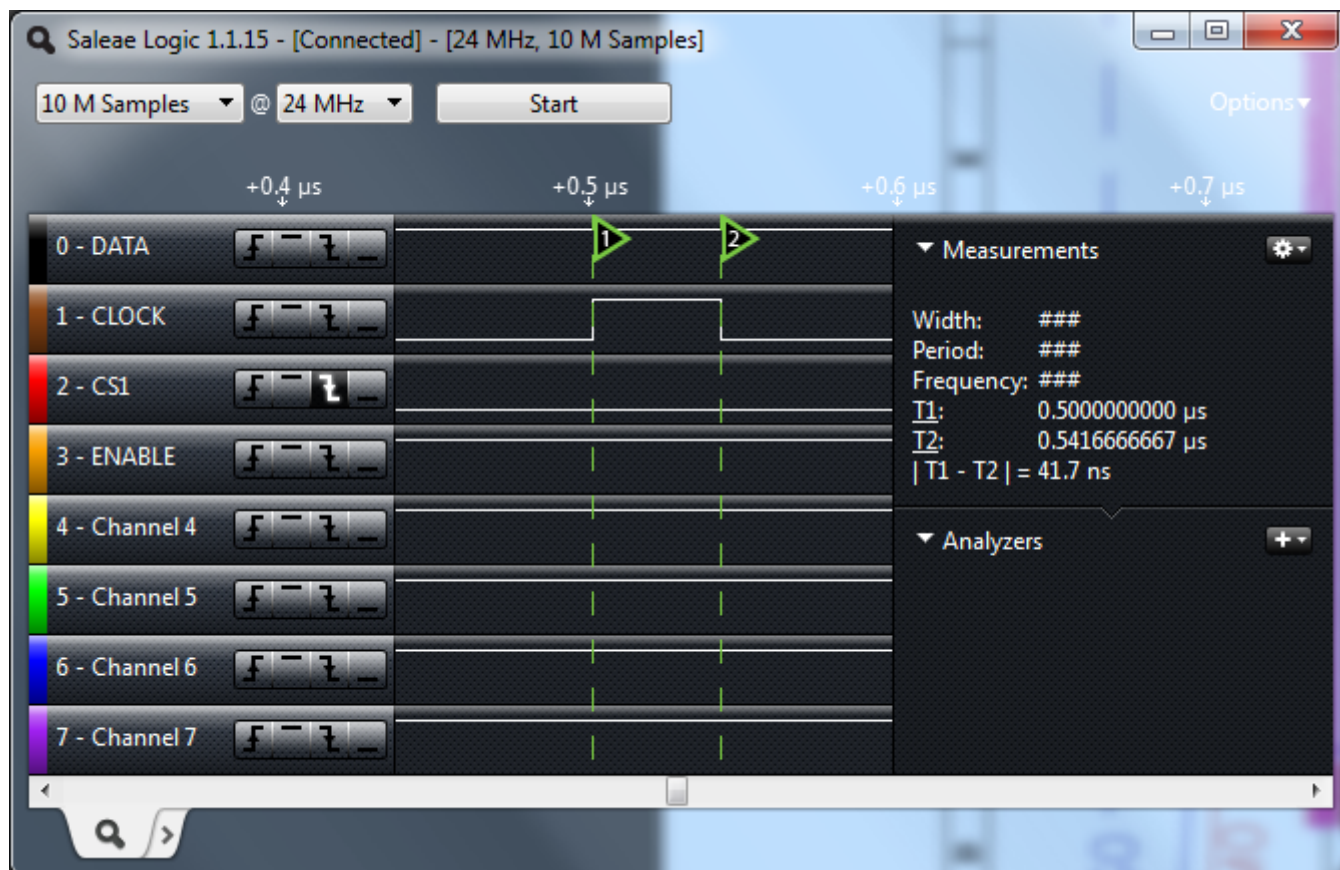 Saleae Logic 1.1.15 - [Connected] - [24 MHz, 10 M Samples]
10 M Samples @ 24 MHz Start Options
+0.4 µs +0.5 µs +0.6 µs +0.7 µs
0 - DATA
1 - CLOCK
2 - CS1
3 - ENABLE
4 - Channel 4
5 - Channel 5
6 - Channel 6
7 - Channel 7
1 2
Measurements
Width: ###
Period: ###
Frequency: ###
T1: 0.5000000000 µs
T2: 0.5416666667 µs
| T1 - T2 | = 41.7 ns
Analyzers